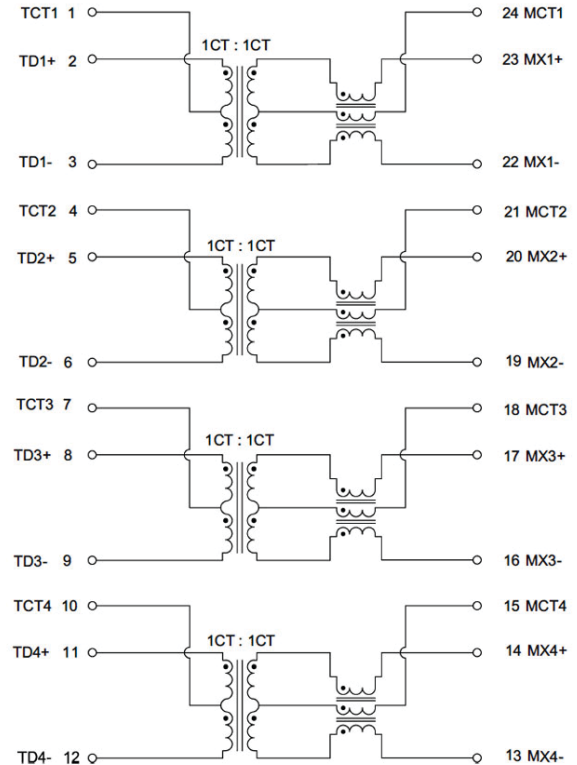 TCT1 1 24 MCT1
1CT : 1CT
TD1+ 2 23 MX1+
TD1- 3 22 MX1-
TCT2 4 21 MCT2
1CT : 1CT
TD2+ 5 20 MX2+
TD2- 6 19 MX2-
TCT3 7 18 MCT3
1CT : 1CT
TD3+ 8 17 MX3+
TD3- 9 16 MX3-
TCT4 10 15 MCT4
1CT : 1CT
TD4+ 11 14 MX4+
TD4- 12 13 MX4-